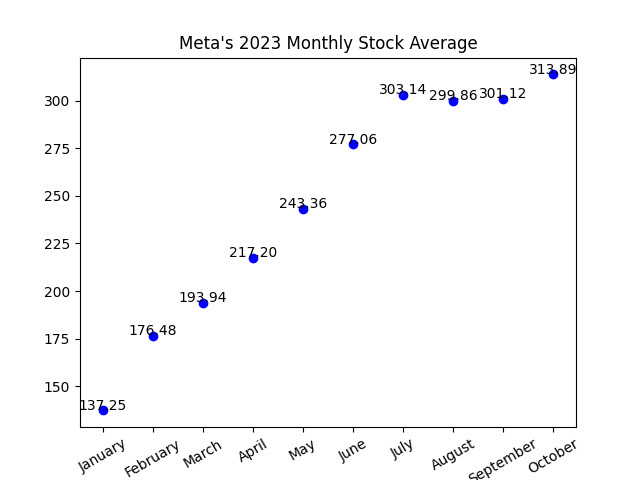 Meta's 2023 Monthly Stock Average
313.89
303.14
299.86
301.12
300
277.06
275
250
243.36
225
217.20
200
193.94
176.48
175
150
137.25
January
February
March
April
May
June
July
August
September
October